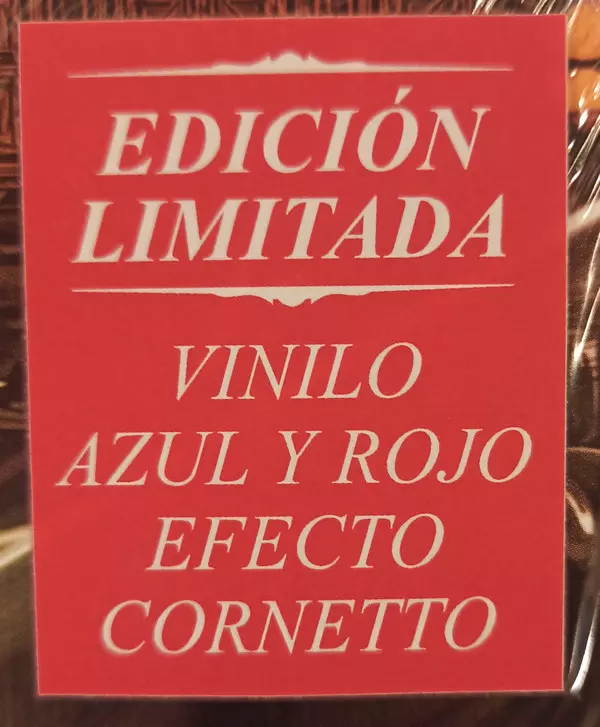 EDICIÓN
LIMITADA
VINILO
AZUL Y ROJO
EFECTO
CORNETTO